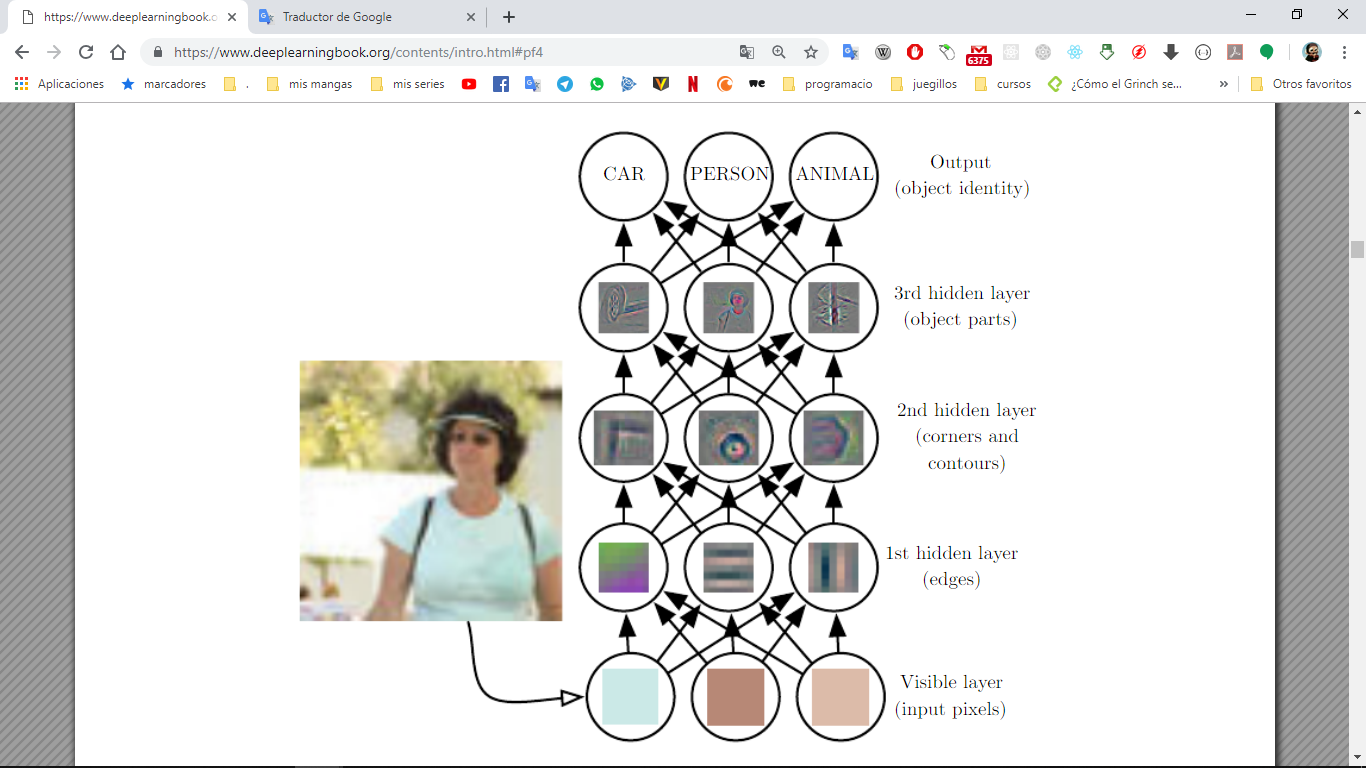 https://www.deeplearningbook.o
Traductor de Google
https://www.deeplearningbook.org/contents/intro.html#pf4
6375
Aplicaciones
marcadores
.
mis mangas
mis series
we
programacio
juegillos
cursos
¿Cómo el Grinch se...
»
Otros favoritos
CAR
PERSON
ANIMAL
Output
(object identity)
3rd hidden layer
(object parts)
2nd hidden layer
(corners and
contours)
1st hidden layer
(edges)
Visible layer
(input pixels)